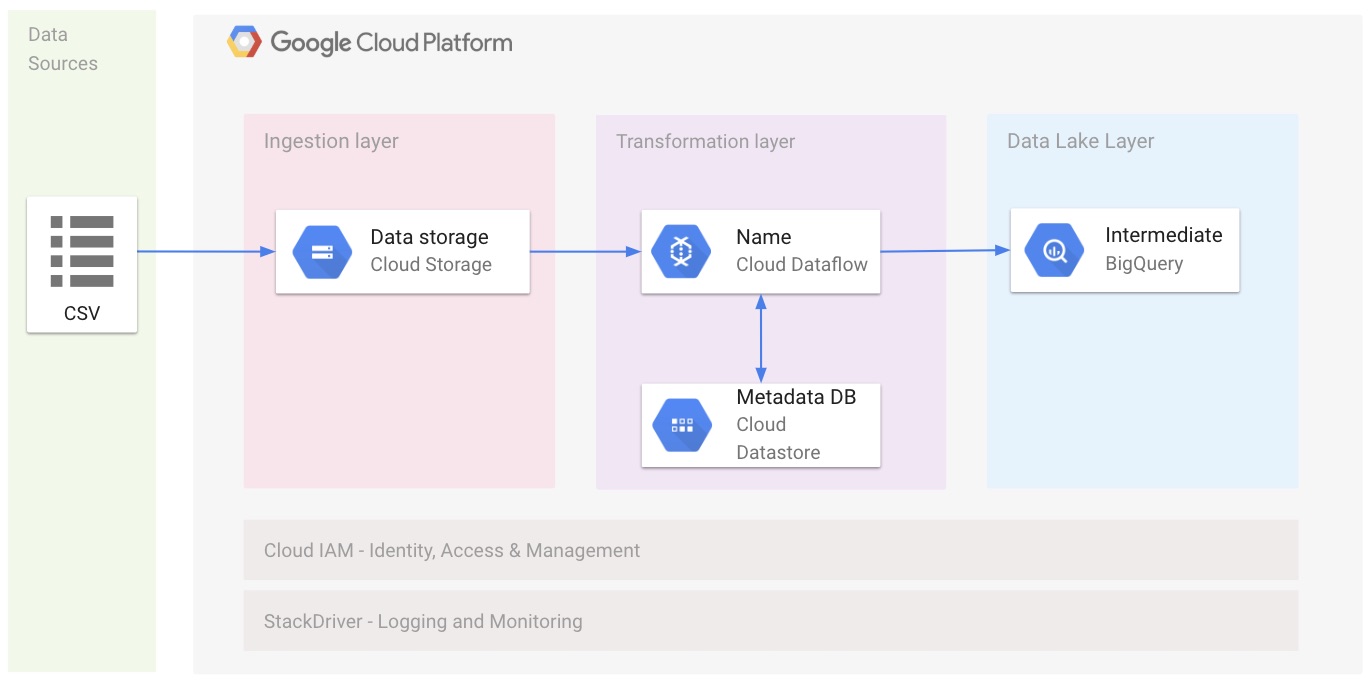 Data
Sources
Google Cloud Platform
Ingestion layer
Transformation layer
Data Lake Layer
CSV
Data storage
Cloud Storage
Name
Cloud Dataflow
Intermediate
BigQuery
Metadata DB
Cloud
Datastore
Cloud IAM - Identity, Access & Management
StackDriver - Logging and Monitoring